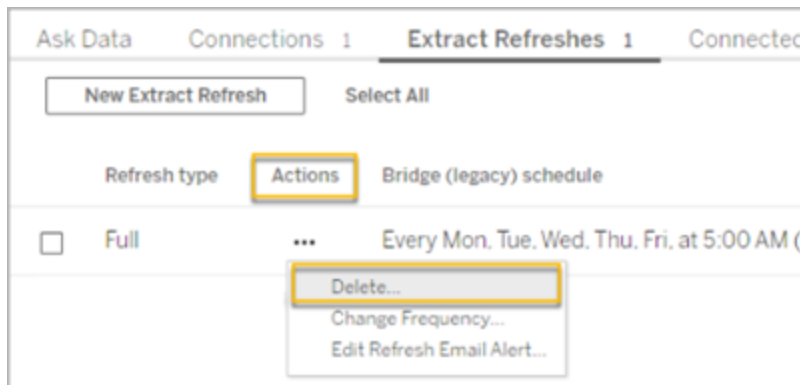 Ask Data Connections 1 Extract Refreshes 1 Connected
New Extract Refresh Select All
Refresh type Actions Bridge (legacy) schedule
Full ••• Every Mon, Tue, Wed, Thu, Fri, at 5:00 AM (
Delete...
Change Frequency...
Edit Refresh Email Alert...